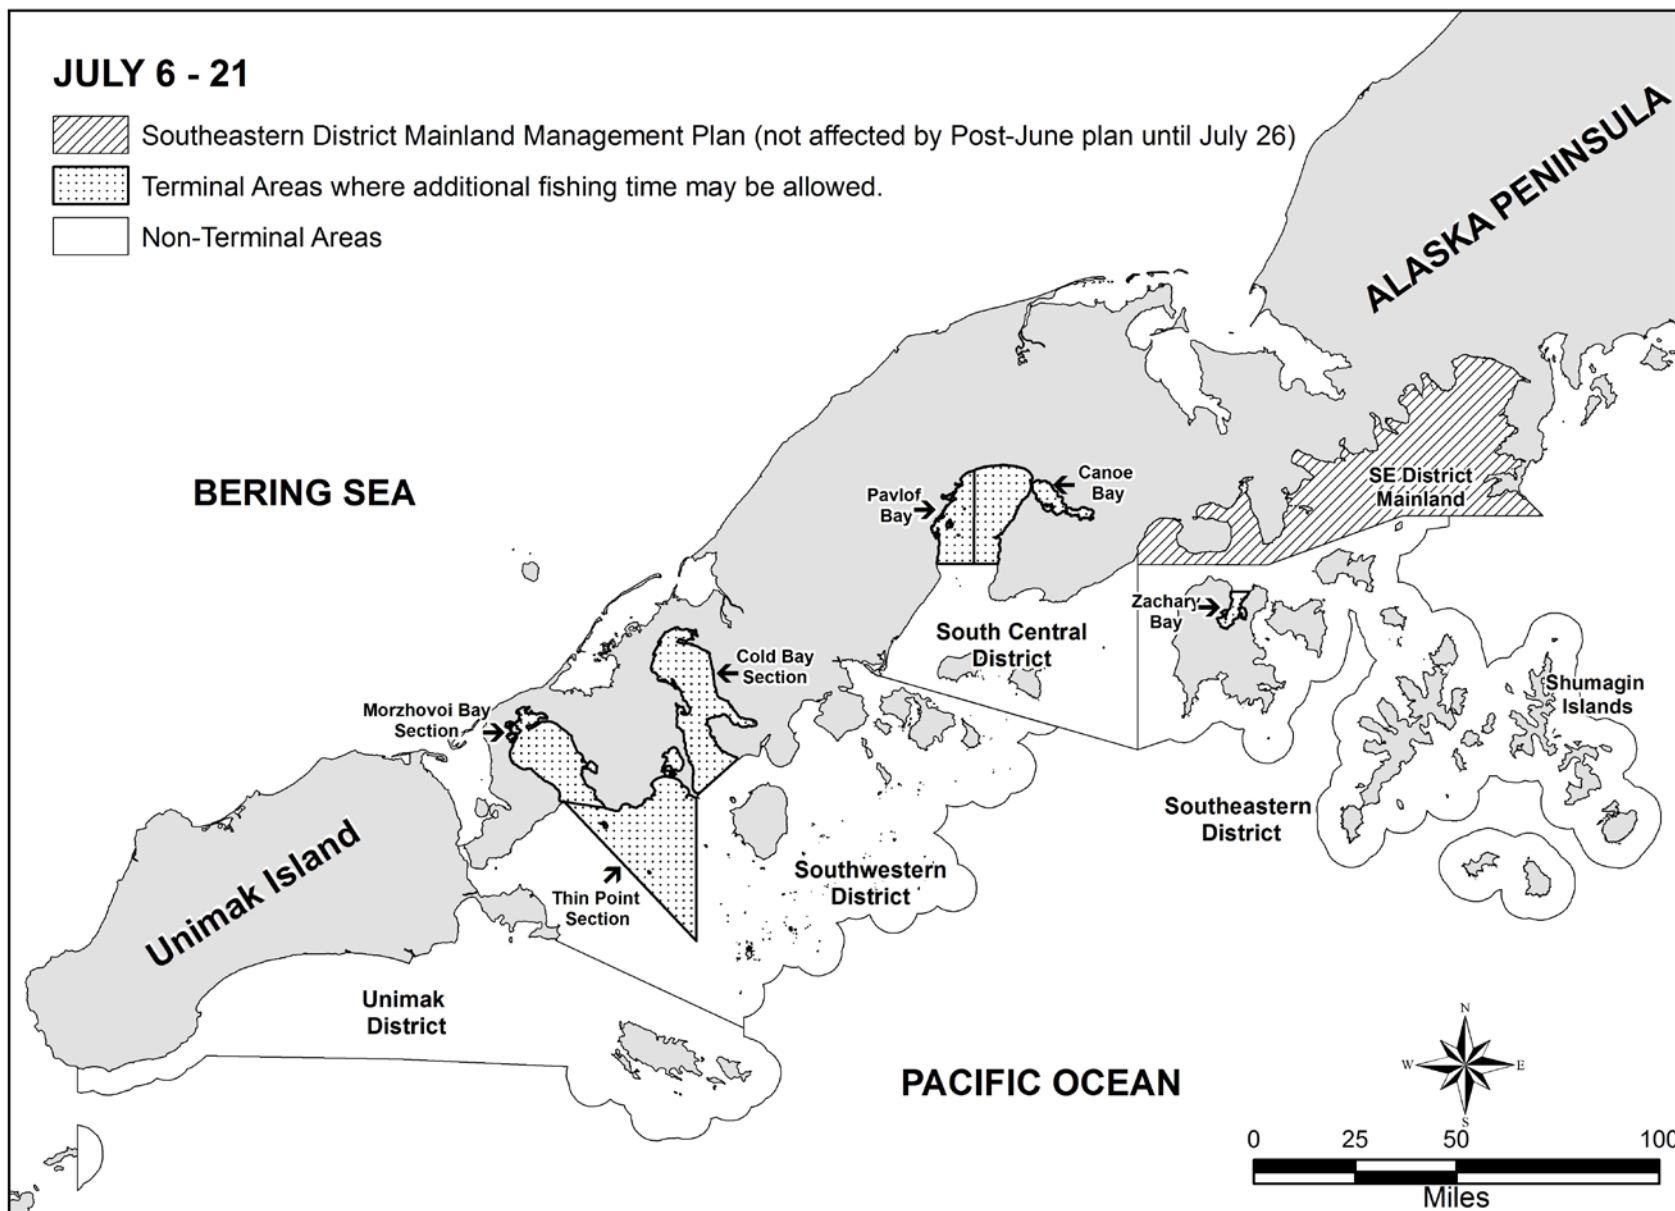 JULY 6 - 21
Southeastern District Mainland Management Plan (not affected by Post-June plan until July 26)
Terminal Areas where additional fishing time may be allowed.
Non-Terminal Areas
ALASKA PENINSULA
BERING SEA
SE District
Mainland
Canoe
Bay
Pavlof
Bay
Zachary
Bay
South Central
District
Cold Bay
Section
Morzhovoi Bay
Section
Shumagin
Islands
Southeastern
District
Southwestern
District
Thin Point
Section
Unimak Island
Unimak
District
PACIFIC OCEAN
N
W
E
S
0 25 50 100
Miles